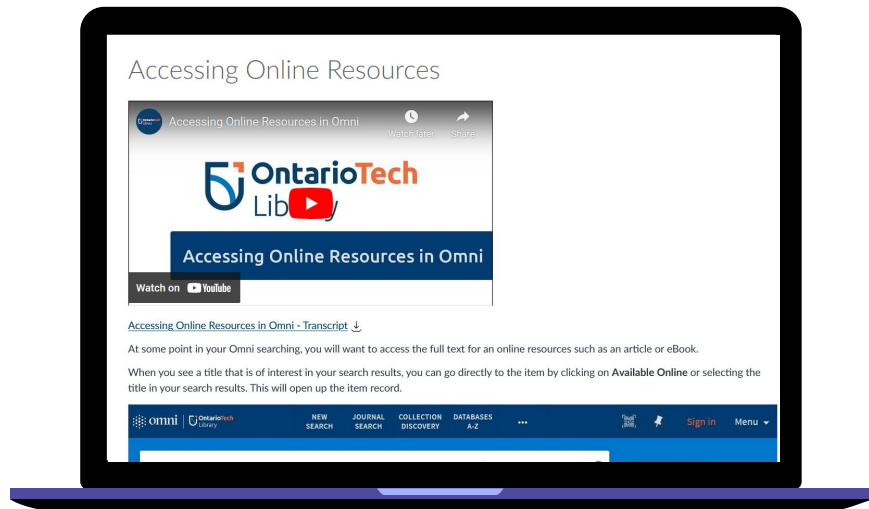 Accessing Online Resources
Accessing Online Resources in Omni
Watch later
Share
OntarioTech
Library
Accessing Online Resources in Omni
Watch on YouTube
Accessing Online Resources in Omni - Transcript
At some point in your Omni searching, you will want to access the full text for an online resources such as an article or eBook.
When you see a title that is of interest in your search results, you can go directly to the item by clicking on Available Online or selecting the
title in your search results. This will open up the item record.
omni | OntarioTech
Library
NEW
SEARCH
JOURNAL
SEARCH
COLLECTION
DISCOVERY
DATABASES
A-Z
•••
Sign in
Menu